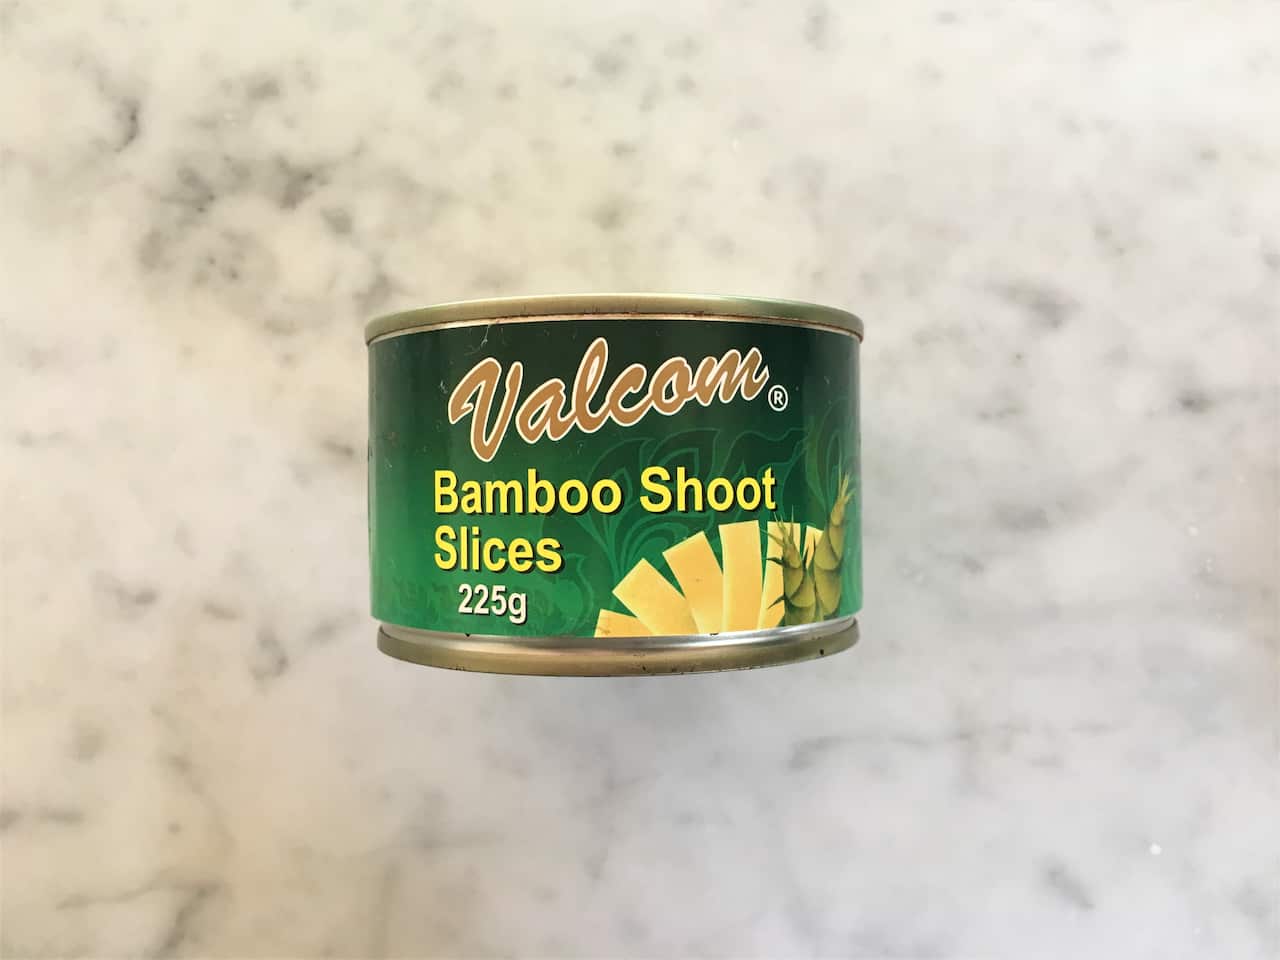 Valcom®
Bamboo Shoot
Slices
225g